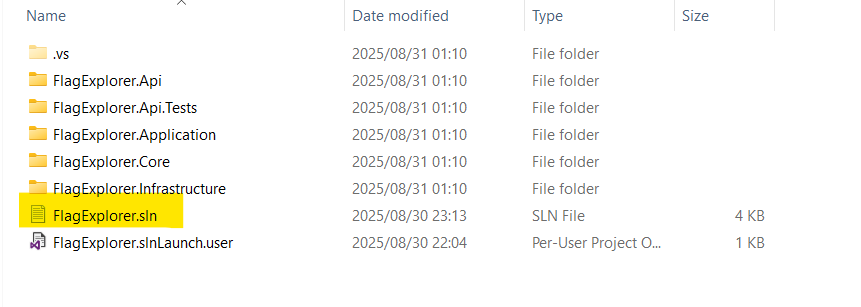 Name Date modified Type Size
.vs 2025/08/31 01:10 File folder
FlagExplorer.Api 2025/08/31 01:10 File folder
FlagExplorer.Api.Tests 2025/08/31 01:10 File folder
FlagExplorer.Application 2025/08/31 01:10 File folder
FlagExplorer.Core 2025/08/31 01:10 File folder
FlagExplorer.Infrastructure 2025/08/31 01:10 File folder
FlagExplorer.sln 2025/08/30 23:13 SLN File 4 KB
FlagExplorer.slnLaunch.user 2025/08/30 22:04 Per-User Project O... 1 KB